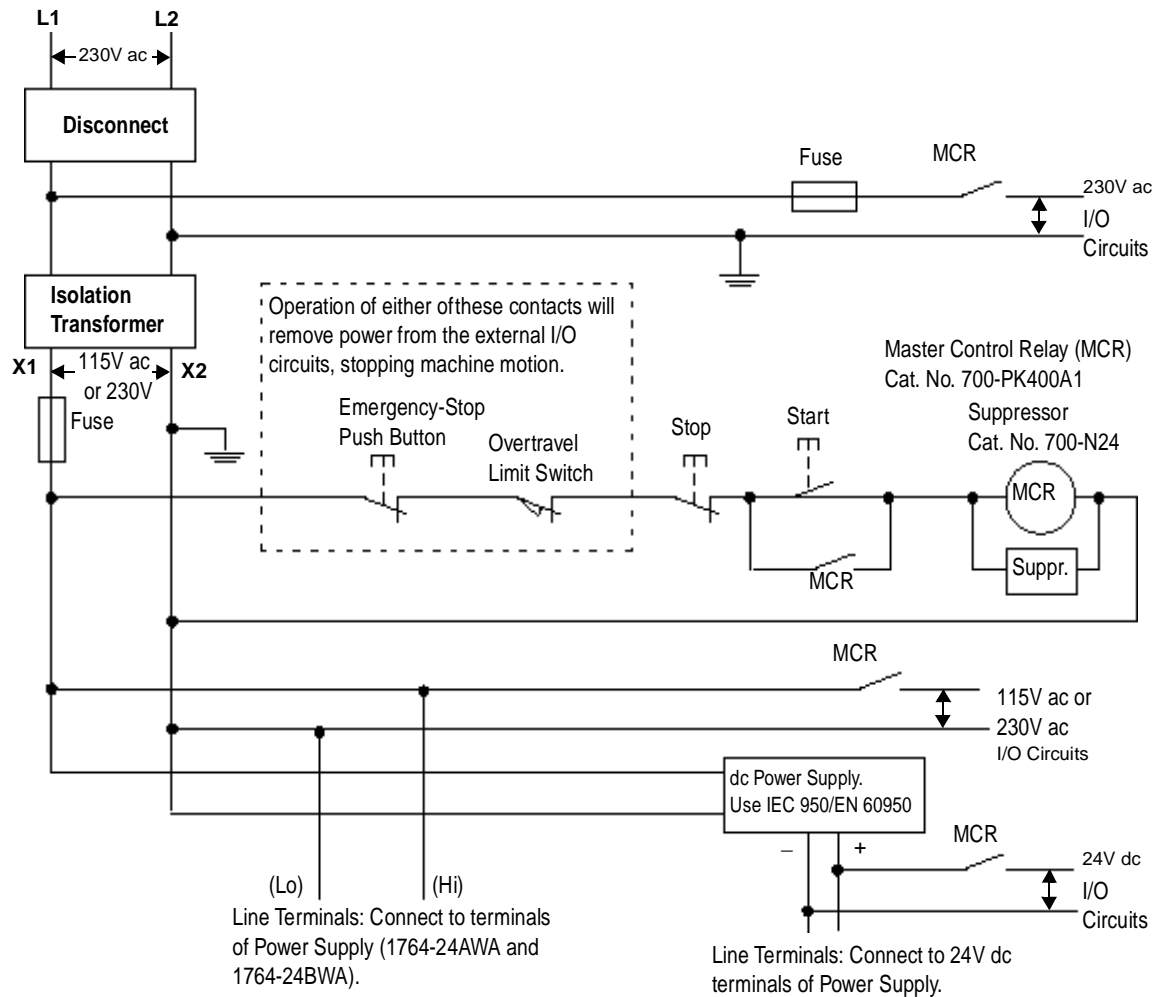 L1
L2
230V ac
Disconnect
Fuse
MCR
230V ac
I/O
Circuits
Isolation
Transformer
Operation of either ofthese contacts will
remove power from the external I/O
circuits, stopping machine motion.
X1
115V ac
or 230V
X2
Fuse
Master Control Relay (MCR)
Cat. No. 700-PK400A1
Emergency-Stop
Push Button
Overtravel
Limit Switch
Stop
Start
Suppressor
Cat. No. 700-N24
MCR
MCR
Suppr.
MCR
115V ac or
230V ac
I/O Circuits
dc Power Supply.
Use IEC 950/EN 60950
– +
MCR
24V dc
I/O
Circuits
(Lo)
(Hi)
Line Terminals: Connect to terminals
of Power Supply (1764-24AWA and
1764-24BWA).
Line Terminals: Connect to 24V dc
terminals of Power Supply.